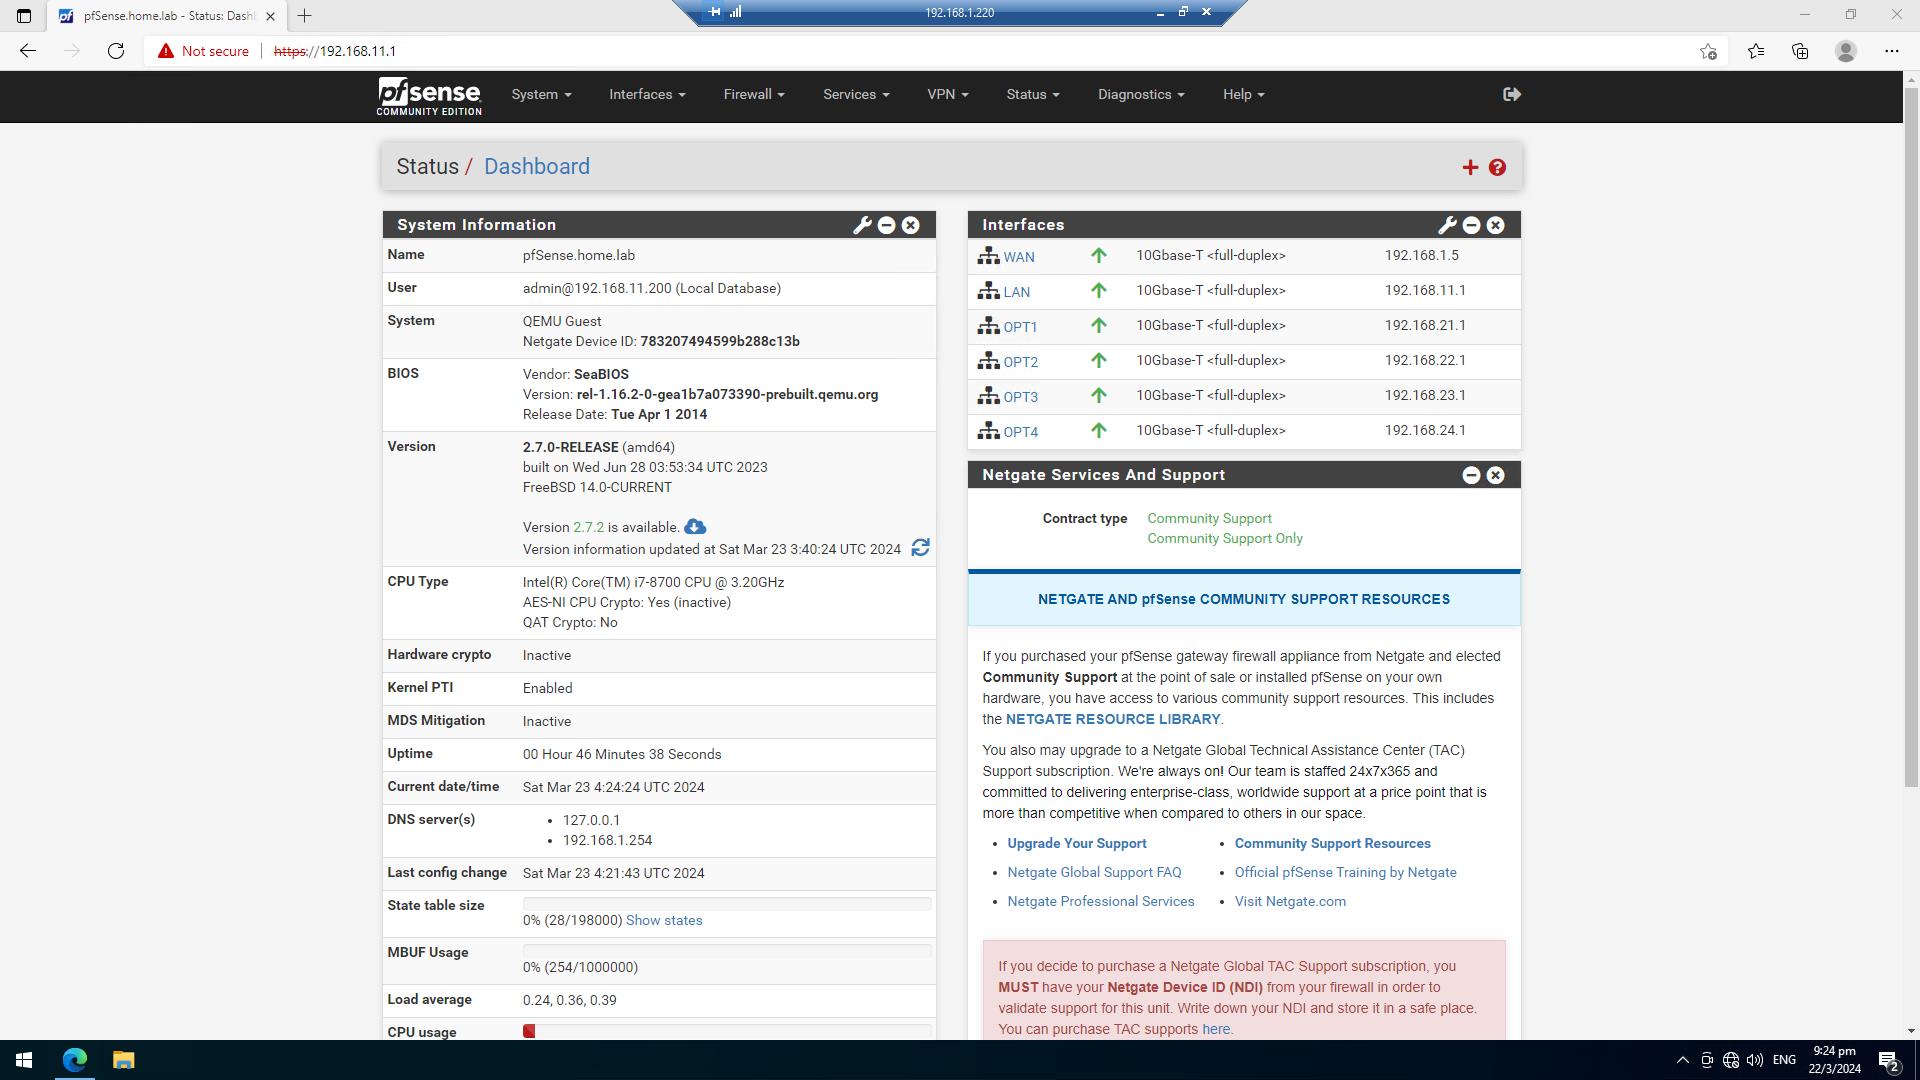 pfSense.home.lab - Status: Dash
192.168.1.220
Not secure
https://192.168.11.1
pfsense
COMMUNITY EDITION
System
Interfaces
Firewall
Services
VPN
Status
Diagnostics
Help
Status / Dashboard
System Information
Name pfSense.home.lab
User admin@192.168.11.200 (Local Database)
System QEMU Guest
Netgate Device ID: 783207494599b288c13b
BIOS Vendor: SeaBIOS
Version: rel-1.16.2-0-gea1b7a073390-prebuilt.qemu.org
Release Date: Tue Apr 1 2014
Version 2.7.0-RELEASE (amd64)
built on Wed Jun 28 03:53:34 UTC 2023
FreeBSD 14.0-CURRENT
Version 2.7.2 is available.
Version information updated at Sat Mar 23 3:40:24 UTC 2024
CPU Type Intel(R) Core(TM) i7-8700 CPU @ 3.20GHz
AES-NI CPU Crypto: Yes (inactive)
QAT Crypto: No
Hardware crypto Inactive
Kernel PTI Enabled
MDS Mitigation Inactive
Uptime 00 Hour 46 Minutes 38 Seconds
Current date/time Sat Mar 23 4:24:24 UTC 2024
DNS server(s) • 127.0.0.1
• 192.168.1.254
Last config change Sat Mar 23 4:21:43 UTC 2024
State table size
0% (28/198000) Show states
MBUF Usage
0% (254/1000000)
Load average 0.24, 0.36, 0.39
CPU usage
Interfaces
WAN 10Gbase-T <full-duplex> 192.168.1.5
LAN 10Gbase-T <full-duplex> 192.168.11.1
OPT1 10Gbase-T <full-duplex> 192.168.21.1
OPT2 10Gbase-T <full-duplex> 192.168.22.1
OPT3 10Gbase-T <full-duplex> 192.168.23.1
OPT4 10Gbase-T <full-duplex> 192.168.24.1
Netgate Services And Support
Contract type Community Support
Community Support Only
NETGATE AND pfSense COMMUNITY SUPPORT RESOURCES
If you purchased your pfSense gateway firewall appliance from Netgate and elected
Community Support at the point of sale or installed pfSense on your own
hardware, you have access to various community support resources. This includes
the NETGATE RESOURCE LIBRARY.
You also may upgrade to a Netgate Global Technical Assistance Center (TAC)
Support subscription. We're always on! Our team is staffed 24x7x365 and
committed to delivering enterprise-class, worldwide support at a price point that is
more than competitive when compared to others in our space.
• Upgrade Your Support • Community Support Resources
• Netgate Global Support FAQ • Official pfSense Training by Netgate
• Netgate Professional Services • Visit Netgate.com
If you decide to purchase a Netgate Global TAC Support subscription, you
MUST have your Netgate Device ID (NDI) from your firewall in order to
validate support for this unit. Write down your NDI and store it in a safe place.
You can purchase TAC supports here.
ENG
9:24 pm
22/3/2024
2